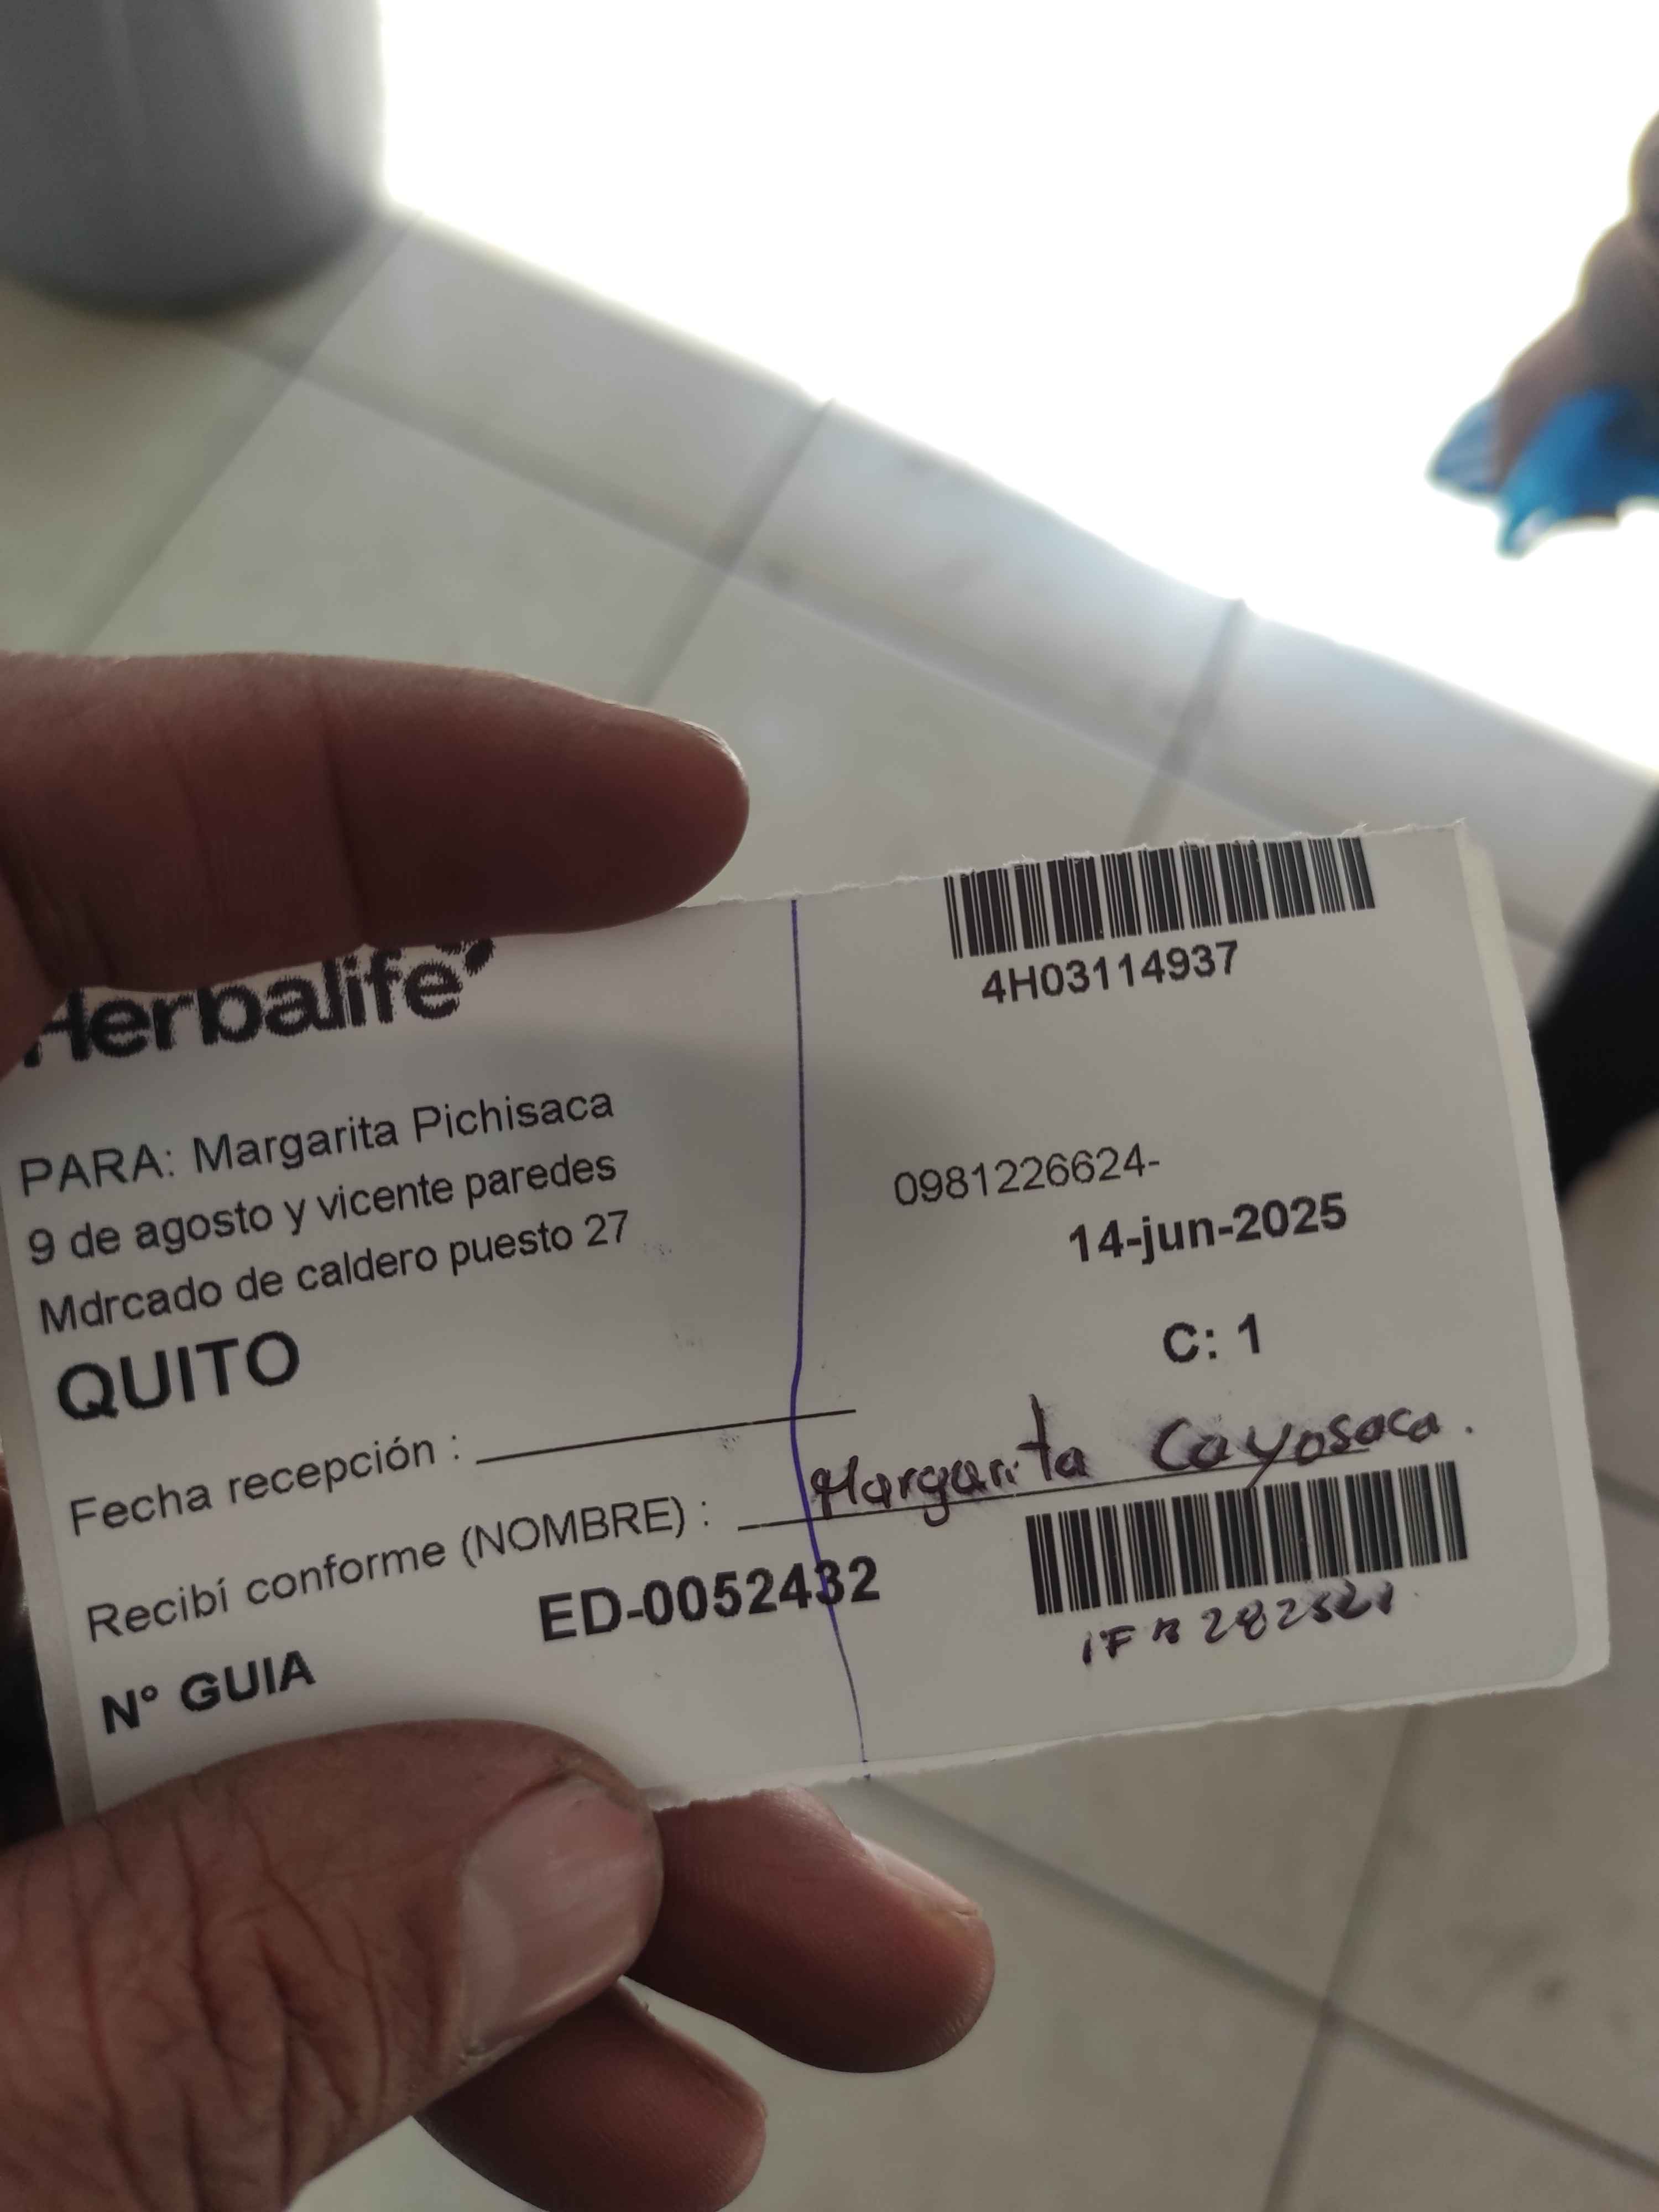 Herbalife
4H03114937
PARA: Margarita Pichisaca
9 de agosto y vicente paredes
0981226624-
Mdrcado de caldero puesto 27
14-jun-2025
QUITO
C: 1
Fecha recepción :
Recibí conforme (NOMBRE) : Margarita Cayosaca.
N° GUIA ED-0052432